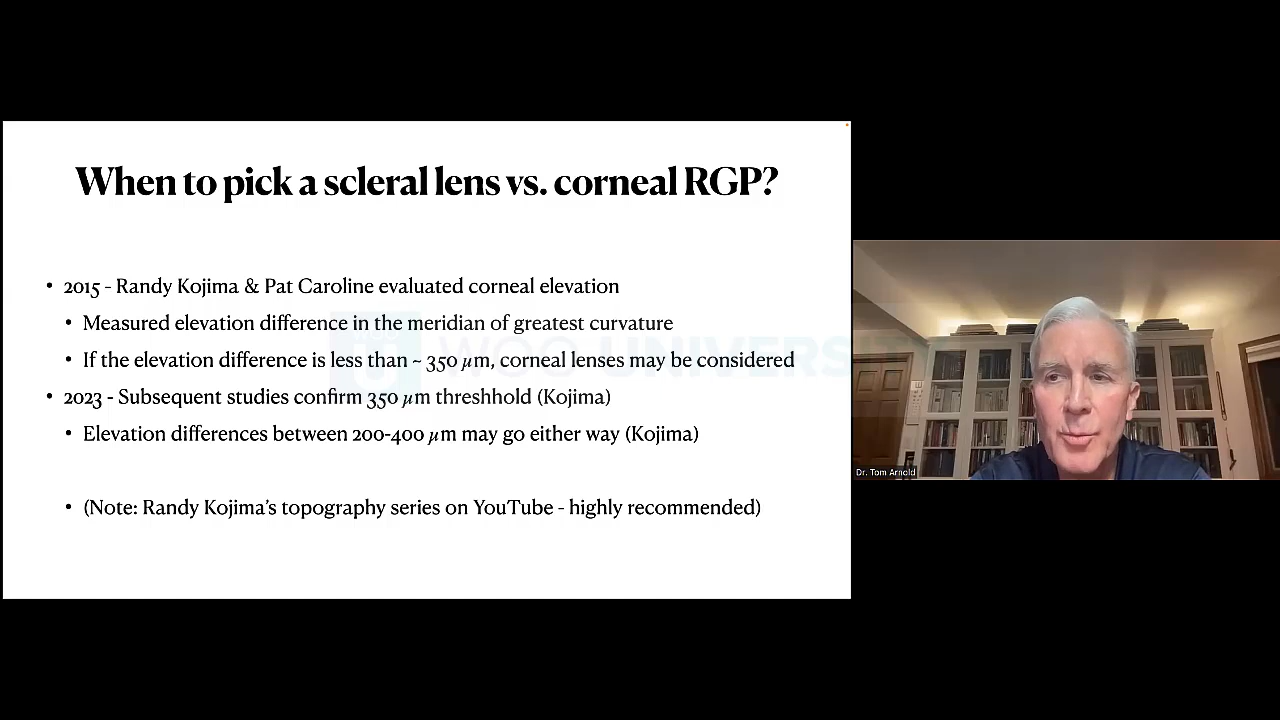 When to pick a scleral lens vs. corneal RGP?
• 2015 - Randy Kojima & Pat Caroline evaluated corneal elevation
• Measured elevation difference in the meridian of greatest curvature
• If the elevation difference is less than ~ 350 µm, corneal lenses may be considered
• 2023 - Subsequent studies confirm 350 µm threshhold (Kojima)
• Elevation differences between 200-400 µm may go either way (Kojima)
• (Note: Randy Kojima's topography series on YouTube - highly recommended)
WOO UNIVERSITY
Dr. Tom Arnold